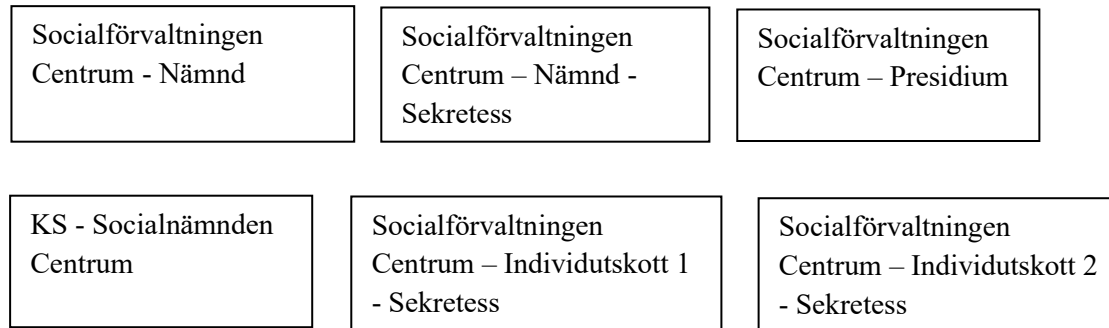 Socialförvaltningen
Centrum - Nämnd
Socialförvaltningen
Centrum – Nämnd -
Sekretess
Socialförvaltningen
Centrum – Presidium
KS - Socialnämnden
Centrum
Socialförvaltningen
Centrum – Individutskott 1
- Sekretess
Socialförvaltningen
Centrum – Individutskott 2
- Sekretess